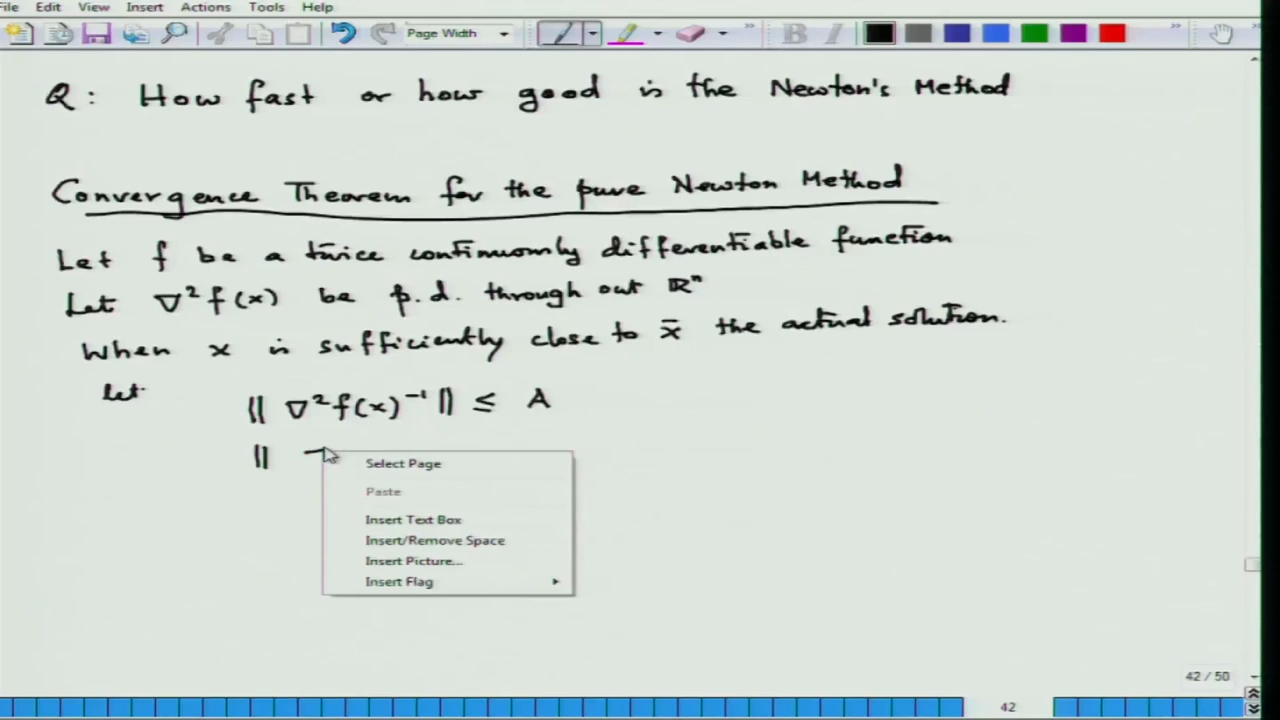 File Edit View Insert Actions Tools Help
Page Width
Q: How fast or how good is the Newton's Method
Convergence Theorem for the pure Newton Method
Let f be a twice continuously differentiable function
Let ∇²f(x) be p.d. through out ℝⁿ
When x is sufficiently close to x̄ the actual solution.
let
‖ ∇²f(x)⁻¹ ‖ ≤ A
‖
Select Page
Paste
Insert Text Box
Insert/Remove Space
Insert Picture...
Insert Flag
42 / 50
42